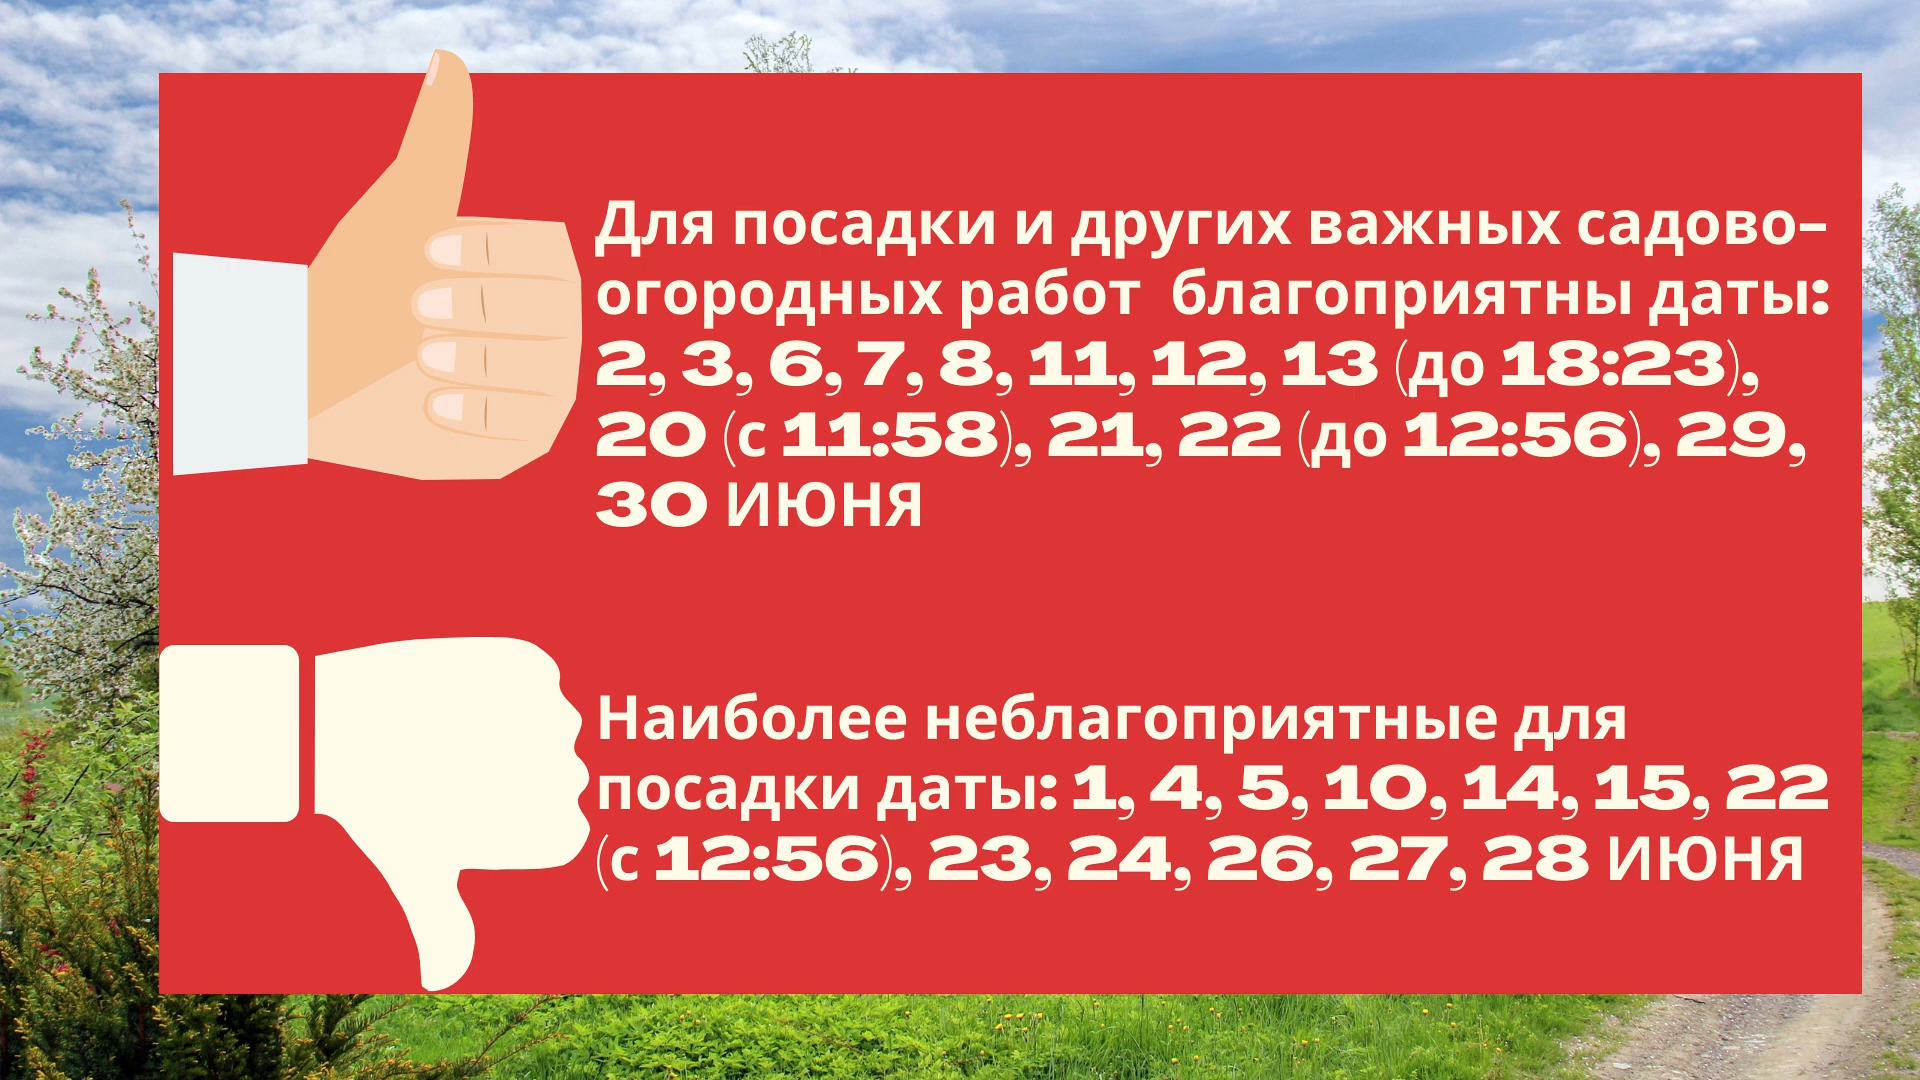 Для посадки и других важных садово–
огородных работ благоприятны даты:
2, 3, 6, 7, 8, 11, 12, 13 (до 18:23),
20 (с 11:58), 21, 22 (до 12:56), 29,
30 ИЮНЯ
Наиболее неблагоприятные для
посадки даты: 1, 4, 5, 10, 14, 15, 22
(с 12:56), 23, 24, 26, 27, 28 ИЮНЯ